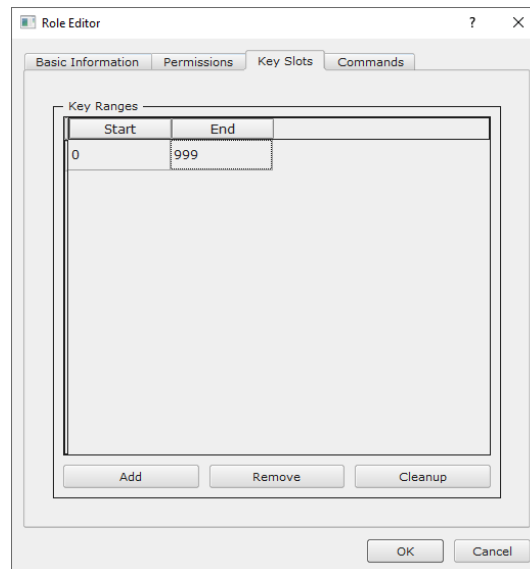 Role Editor ? ×
Basic Information Permissions Key Slots Commands
Key Ranges
Start End
0 999
Add Remove Cleanup
OK Cancel